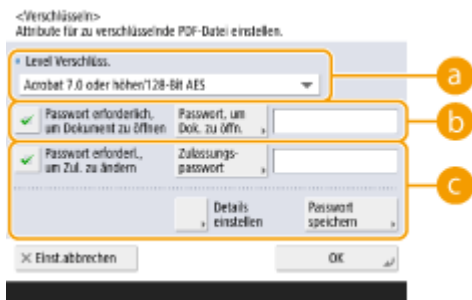 <Verschlüsseln>
Attribute für zu verschlüsselnde PDF-Datei einstellen.
Level Verschlüss.
Acrobat 7.0 oder höher/128-Bit AES
a
Passwort erforderlich,
um Dokument zu öffnen
Passwort, um
Dok. zu öffn.
b
Passwort erforderl.,
um Zul. zu ändern
Zulassungs-
passwort
c
Details
einstellen
Passwort
speichern
Einst.abbrechen
OK